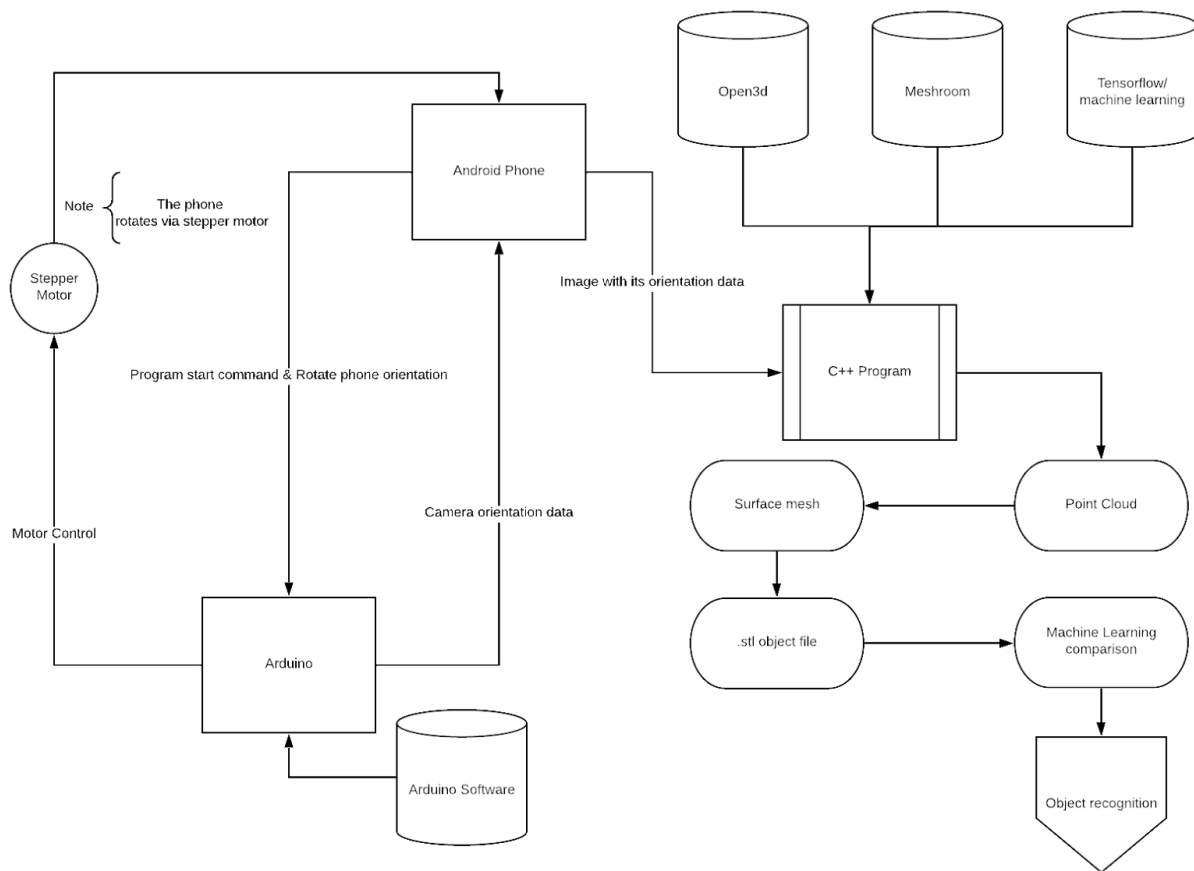 Open3d
Meshroom
Tensorflow/
machine learning
Android Phone
Note
The phone
rotates via stepper motor
Stepper
Motor
Image with its orientation data
Program start command & Rotate phone orientation
C++ Program
Camera orientation data
Motor Control
Surface mesh
Point Cloud
Arduino
.stl object file
Machine Learning
comparison
Arduino Software
Object recognition